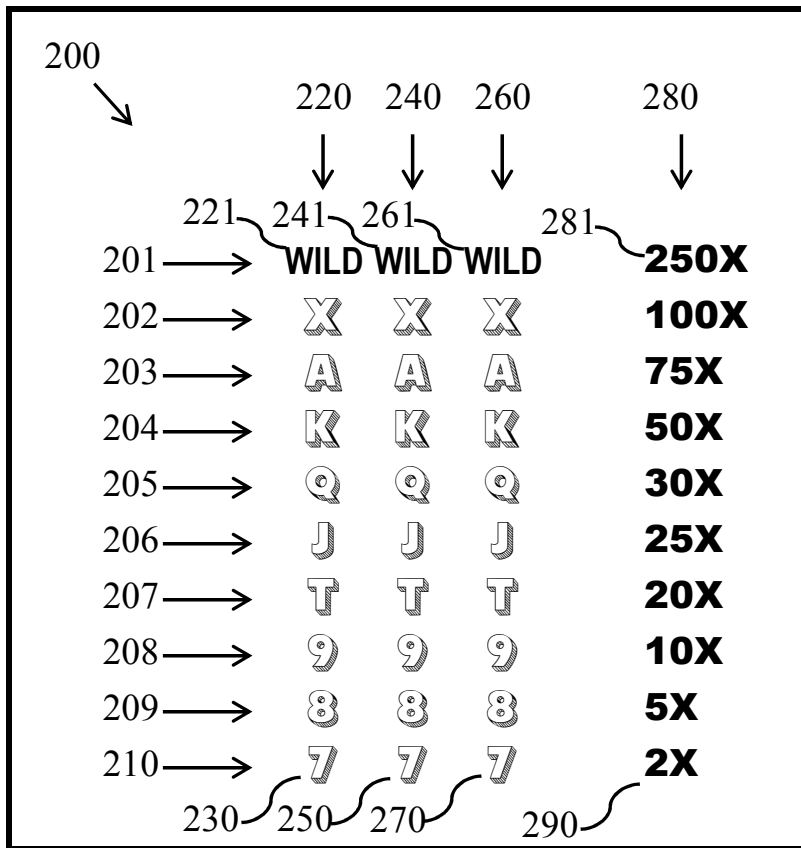 200
220 240 260 280
221 241 261 281
201 WILD WILD WILD 250X
202 X X X 100X
203 A A A 75X
204 K K K 50X
205 Q Q Q 30X
206 J J J 25X
207 T T T 20X
208 9 9 9 10X
209 8 8 8 5X
210 7 7 7 2X
230 250 270 290